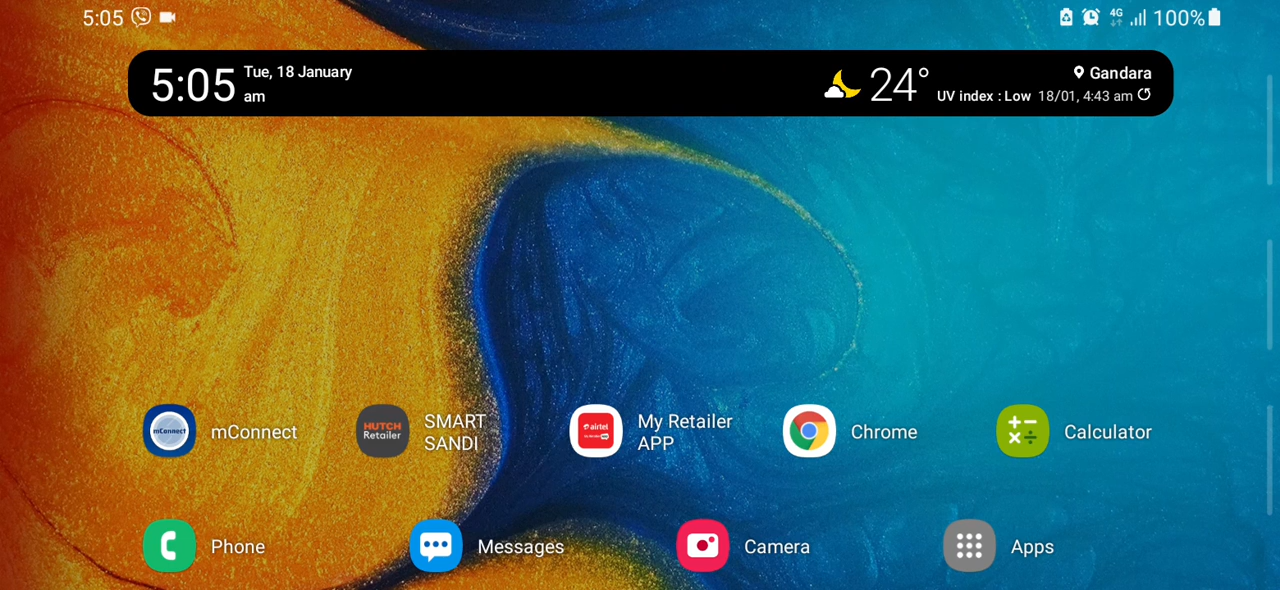 5:05
4G
100%
5:05
Tue, 18 January
am
24°
Gandara
UV index : Low 18/01, 4:43 am
mConnect
mConnect
HUTCH
Retailer
SMART
SANDI
airtel
My Retailer
APP
Chrome
Calculator
Phone
Messages
Camera
Apps